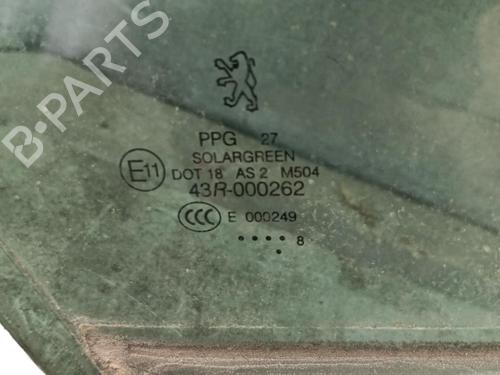 PPG 27
SOLARGREEN
E11 DOT 18 AS 2 M504
43R-000262
CCC E 000249
.... 8
.
B-PARTS